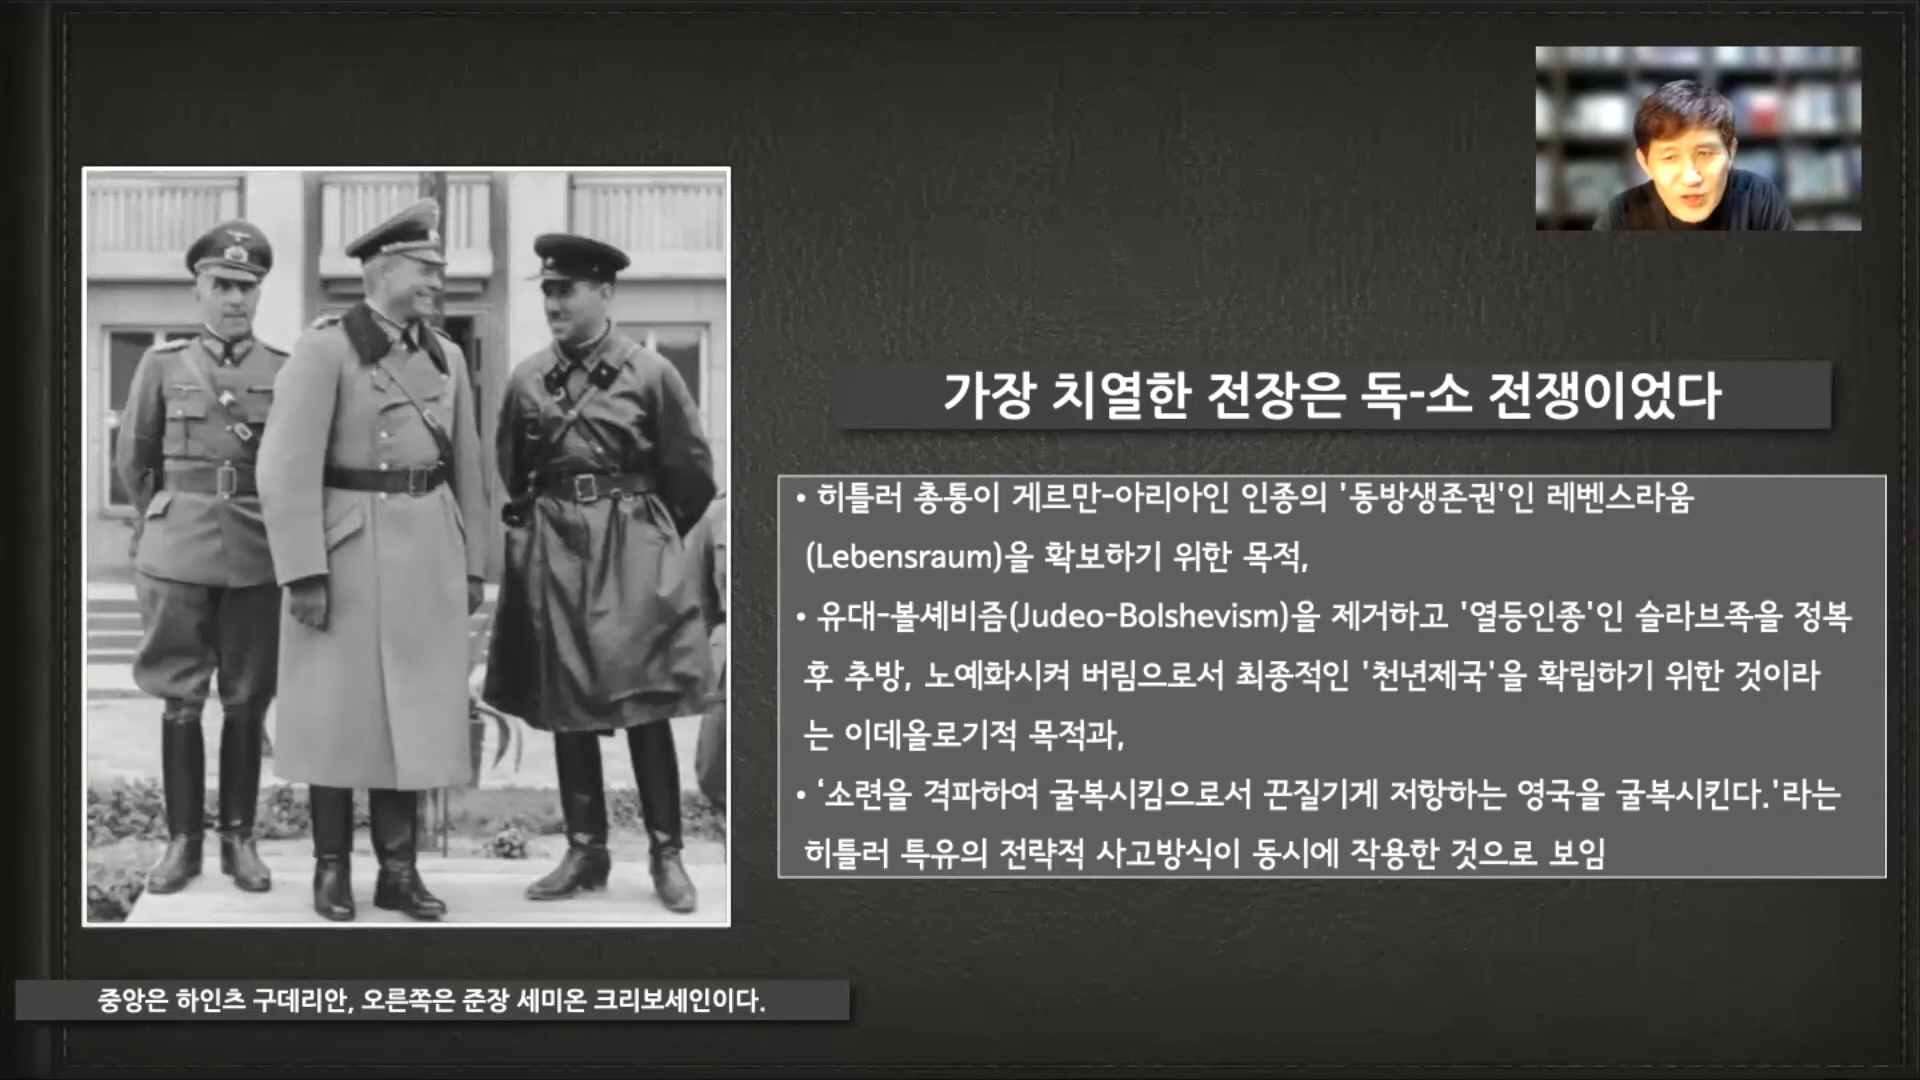 가장 치열한 전장은 독-소 전쟁이었다
• 히틀러 총통이 게르만-아리아인 인종의 '동방생존권'인 레벤스라움
(Lebensraum)을 확보하기 위한 목적,
• 유대-볼셰비즘(Judeo-Bolshevism)을 제거하고 '열등인종'인 슬라브족을 정복
후 추방, 노예화시켜 버림으로서 최종적인 '천년제국'을 확립하기 위한 것이라
는 이데올로기적 목적과,
• ‘소련을 격파하여 굴복시킴으로서 끈질기게 저항하는 영국을 굴복시킨다.'라는
히틀러 특유의 전략적 사고방식이 동시에 작용한 것으로 보임
중앙은 하인츠 구데리안, 오른쪽은 준장 세미온 크리보세인이다.